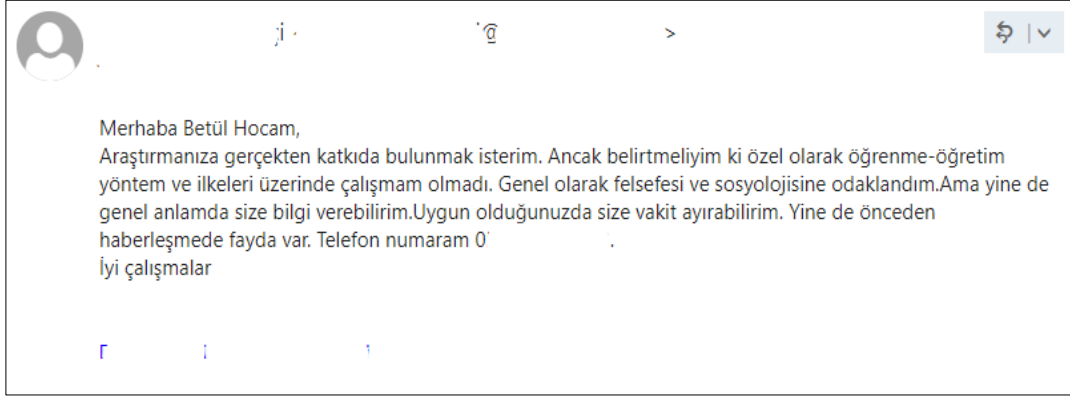 Merhaba Betül Hocam,
Araştırmanıza gerçekten katkıda bulunmak isterim. Ancak belirtmeliyim ki özel olarak öğrenme-öğretim
yöntem ve ilkeleri üzerinde çalışmam olmadı. Genel olarak felsefesi ve sosyolojisine odaklandım.Ama yine de
genel anlamda size bilgi verebilirim.Uygun olduğunuzda size vakit ayırabilirim. Yine de önceden
haberleşmede fayda var. Telefon numaram 0
İyi çalışmalar